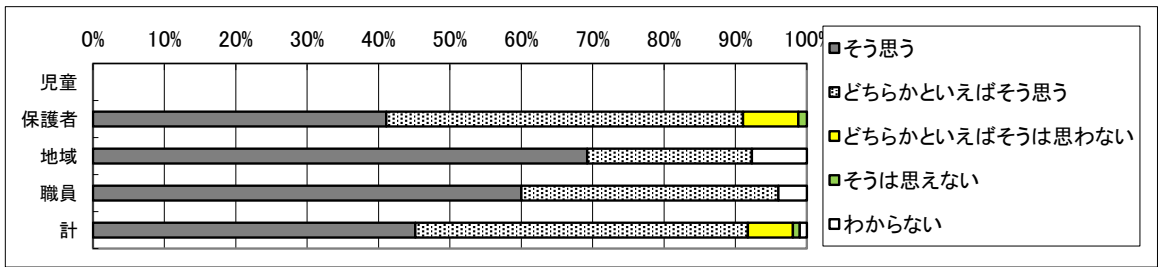 0% 10% 20% 30% 40% 50% 60% 70% 80% 90% 100%
児童
保護者
地域
職員
計
そう思う
どちらかといえばそう思う
どちらかといえばそうは思わない
そうは思えない
わからない